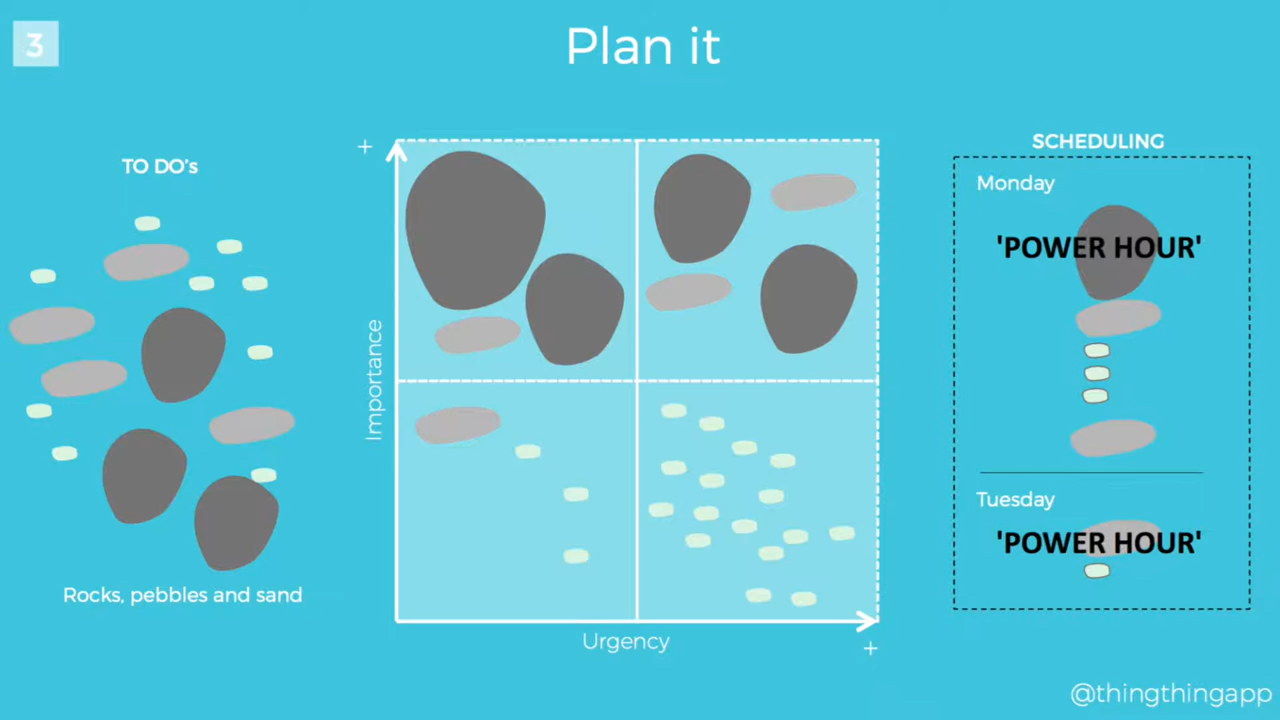 3
Plan it
TO DO's
Rocks, pebbles and sand
+
Importance
Urgency
+
SCHEDULING
Monday
'POWER HOUR'
Tuesday
'POWER HOUR'
@thingthingapp